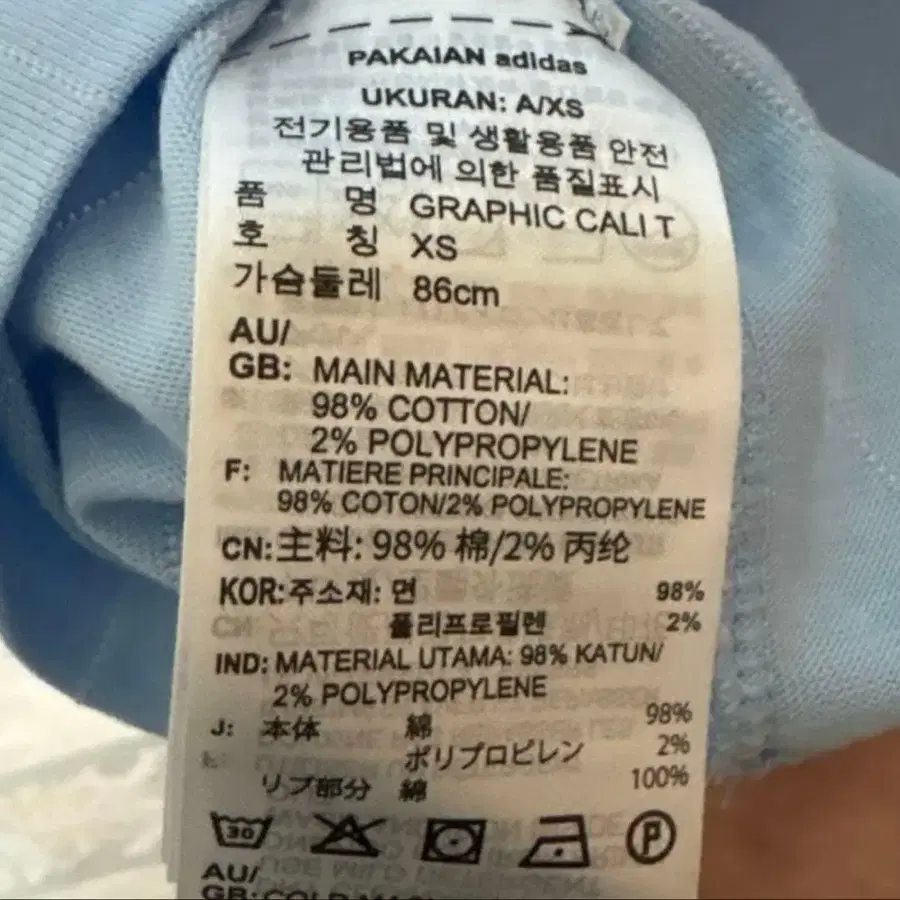 PAKAIAN adidas
UKURAN: A/XS
전기용품 및 생활용품 안전
관리법에 의한 품질표시
품 명 GRAPHIC CALI T
호 칭 XS
가슴둘레 86cm
AU/
GB: MAIN MATERIAL:
98% COTTON/
2% POLYPROPYLENE
F: MATIERE PRINCIPALE:
98% COTON/2% POLYPROPYLENE
CN: 主料: 98% 棉/2% 丙纶
KOR: 주소재: 면 98%
폴리프로필렌 2%
IND: MATERIAL UTAMA: 98% KATUN/
2% POLYPROPYLENE
J: 本体 綿 98%
ポリプロピレン 2%
リブ部分 綿 100%
30 P
AU/
GB: COLD